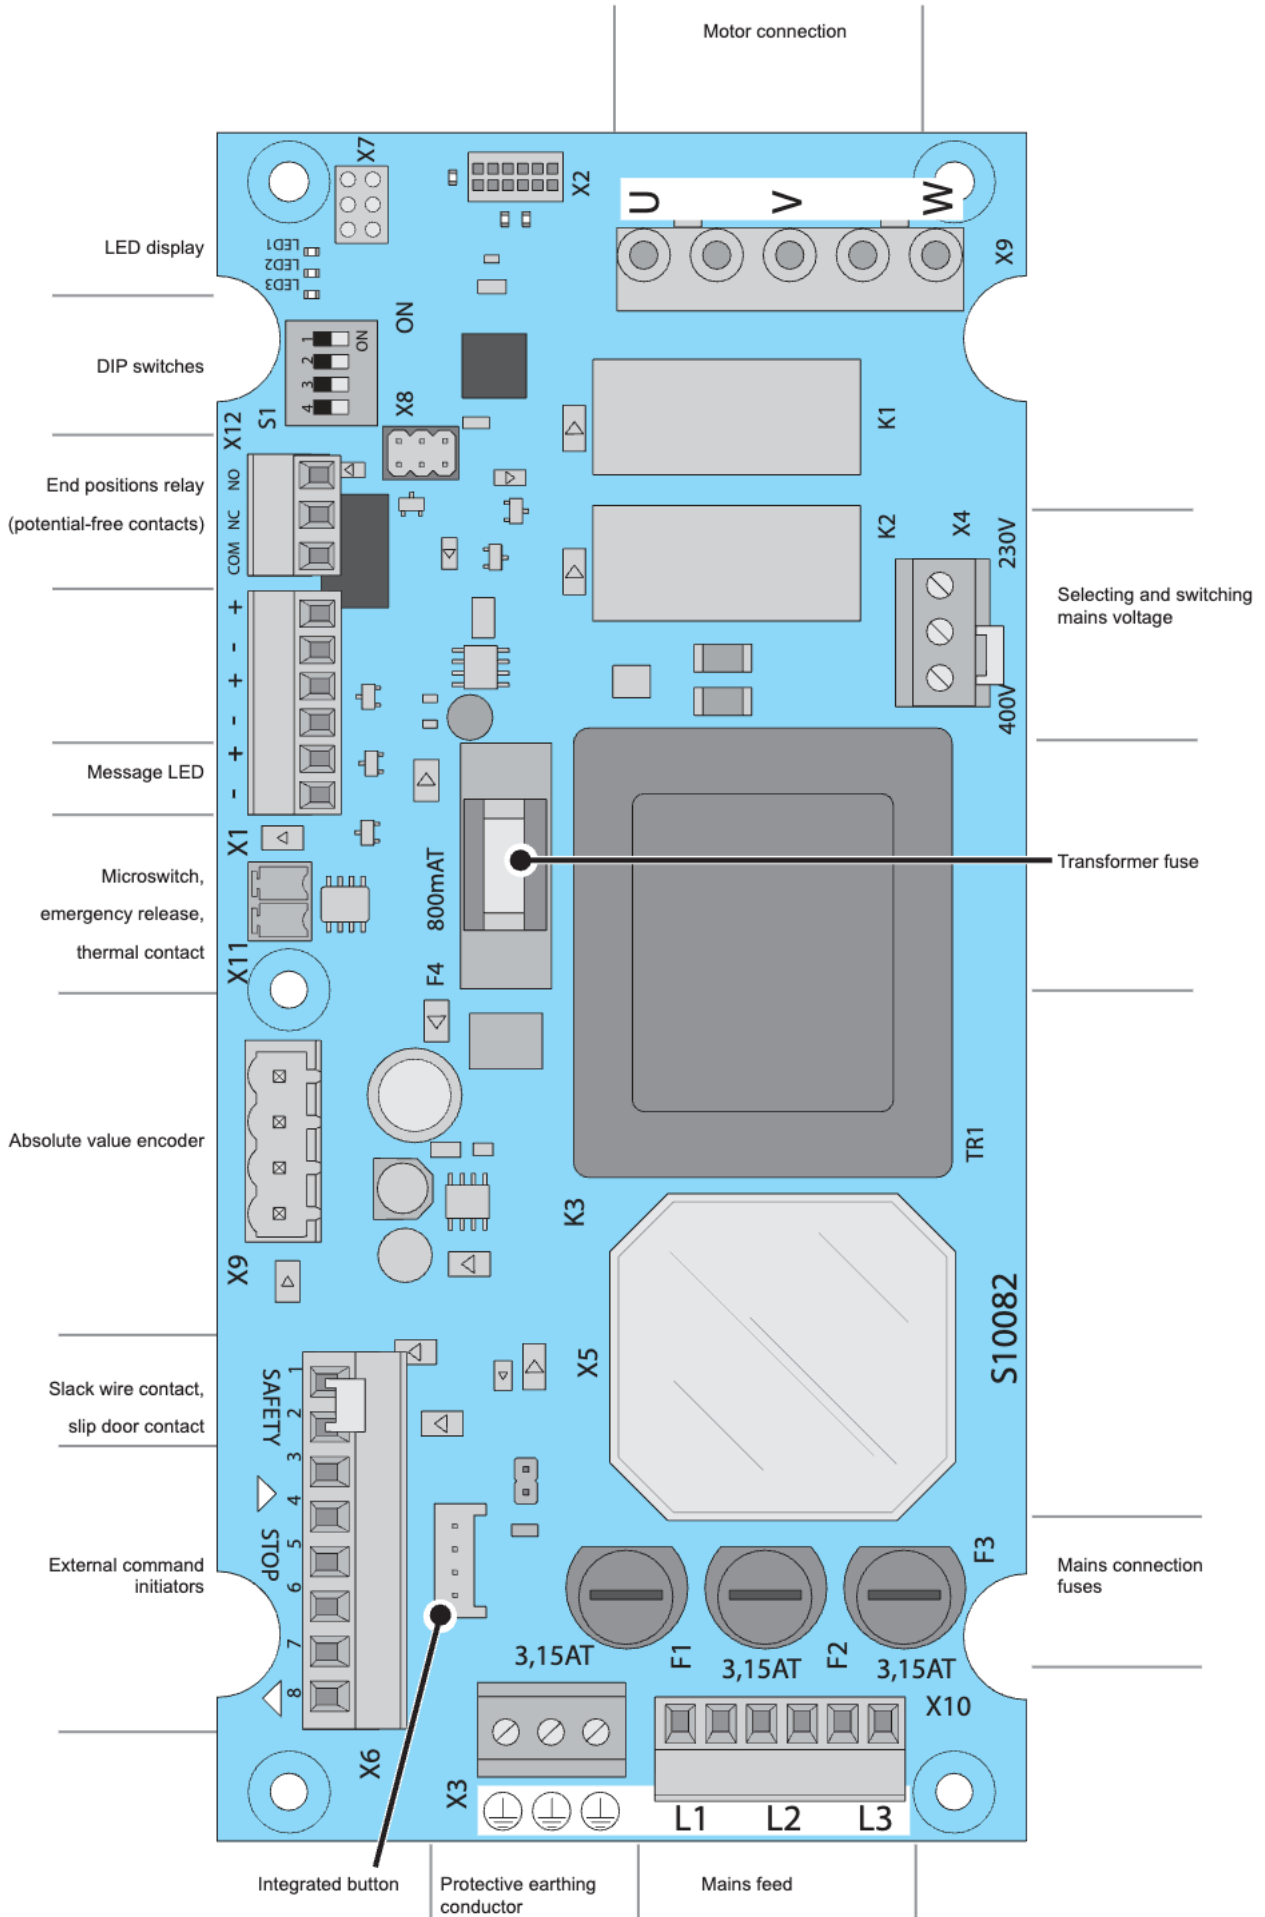 Motor connection
X7
X2
U
V
W
X9
LED display
LED1
LED2
LED3
ON
DIP switches
1
2
3
4
ON
S1
X8
X12
K1
End positions relay
(potential-free contacts)
NO
NC
COM
K2
X4
230V
400V
Selecting and switching
mains voltage
+
-
+
-
+
-
Message LED
X1
Microswitch,
emergency release,
thermal contact
X11
800mAT
F4
Transformer fuse
Absolute value encoder
X9
TR1
K3
X5
S10082
Slack wire contact,
slip door contact
SAFETY
1
2
3
4
5
6
7
8
STOP
External command
initiators
X6
F3
Mains connection
fuses
3,15AT
F1
3,15AT
F2
3,15AT
X10
X3
L1
L2
L3
Integrated button
Protective earthing
conductor
Mains feed